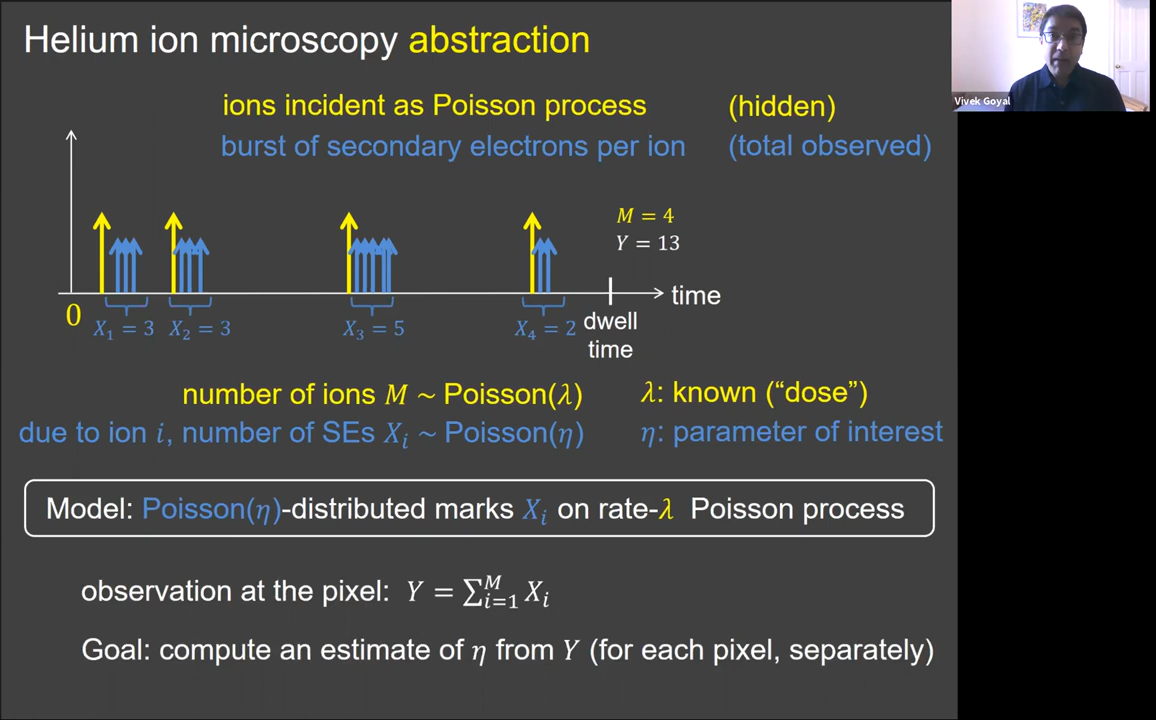 Helium ion microscopy abstraction
Vivek Goyal
ions incident as Poisson process (hidden)
burst of secondary electrons per ion (total observed)
M = 4
Y = 13
0
time
X₁ = 3 X₂ = 3 X₃ = 5 X₄ = 2
dwell
time
number of ions M ~ Poisson(λ) λ: known (“dose”)
due to ion i, number of SEs Xᵢ ~ Poisson(η) η: parameter of interest
Model: Poisson(η)-distributed marks Xᵢ on rate-λ Poisson process
observation at the pixel: Y = ∑ᵢ₌₁ᴹ Xᵢ
Goal: compute an estimate of η from Y (for each pixel, separately)